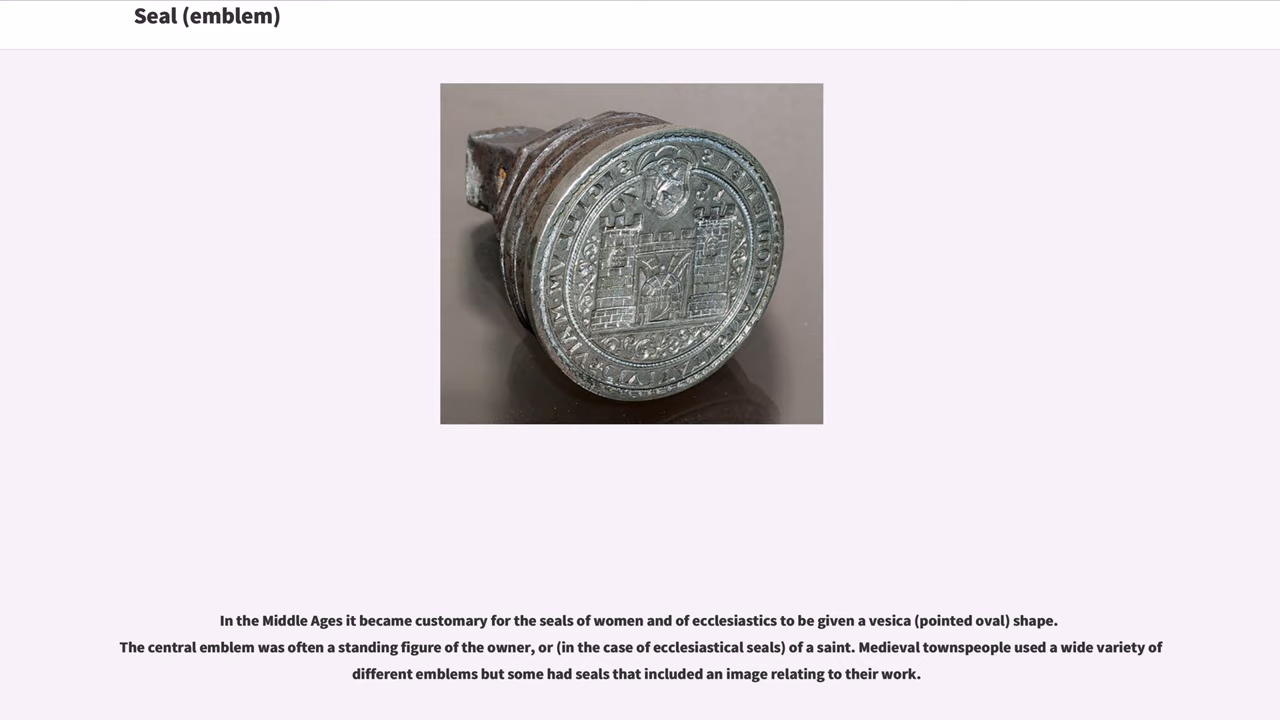 Seal (emblem)
In the Middle Ages it became customary for the seals of women and of ecclesiastics to be given a vesica (pointed oval) shape.
The central emblem was often a standing figure of the owner, or (in the case of ecclesiastical seals) of a saint. Medieval townspeople used a wide variety of
different emblems but some had seals that included an image relating to their work.